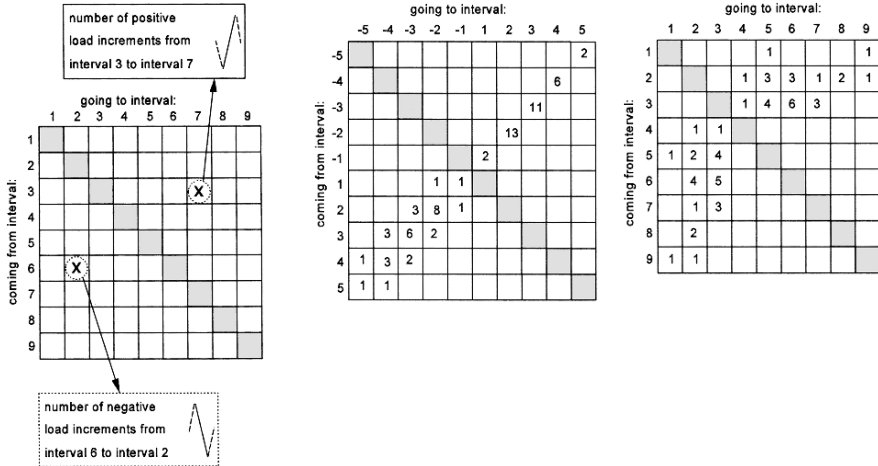 number of positive
load increments from
interval 3 to interval 7
going to interval:
1 2 3 4 5 6 7 8 9
coming from interval:
1
2
3 X
4
5
6 X
7
8
9
number of negative
load increments from
interval 6 to interval 2
going to interval:
-5 -4 -3 -2 -1 1 2 3 4 5
coming from interval:
-5 2
-4 6
-3 11
-2 13
-1 2
1 1 1
2 3 8 1
3 3 6 2
4 1 3 2
5 1 1
going to interval:
1 2 3 4 5 6 7 8 9
coming from interval:
1 1 1
2 1 3 3 1 2 1
3 1 4 6 3
4 1 1
5 1 2 4
6 4 5
7 1 3
8 2
9 1 1